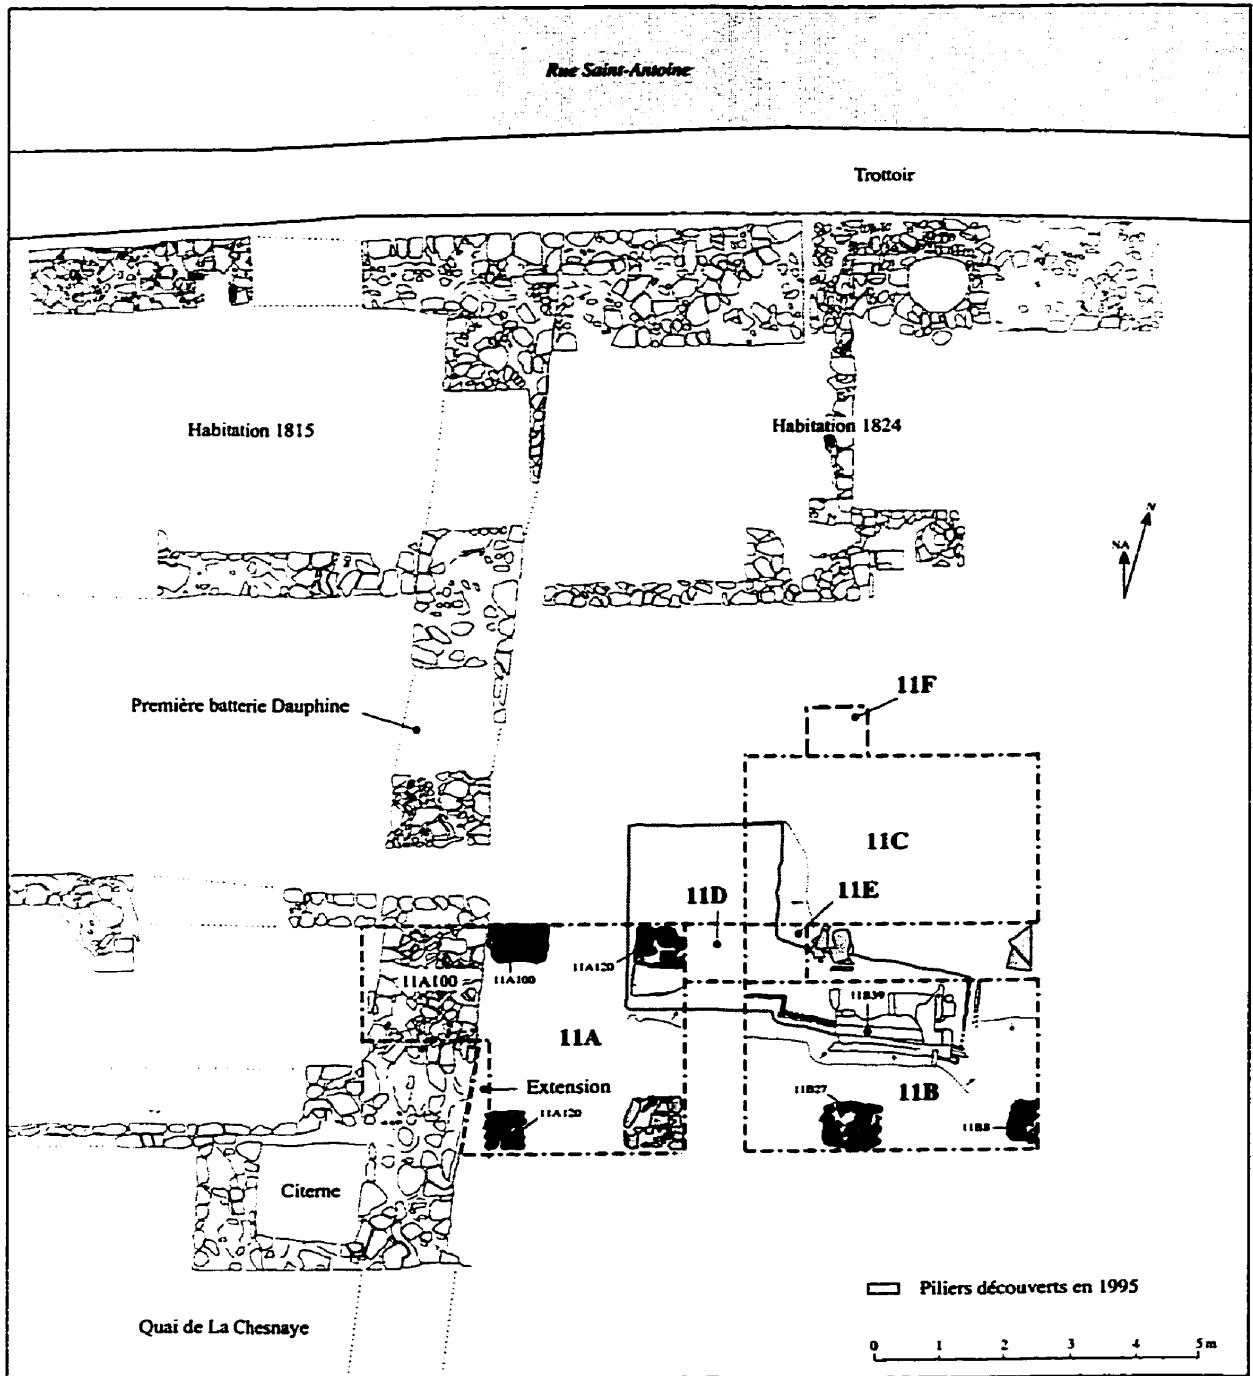 Rue Saint-Antoine
Trottoir
Habitation 1815
Habitation 1824
N
NA
11F
Première batterie Dauphine
11C
11D
11E
11A100
11A100
11A120
11B39
11A
Extension
11A120
11B27
11B
11B8
Citerne
Piliers découverts en 1995
Quai de La Chesnaye
0 1 2 3 4 5 m